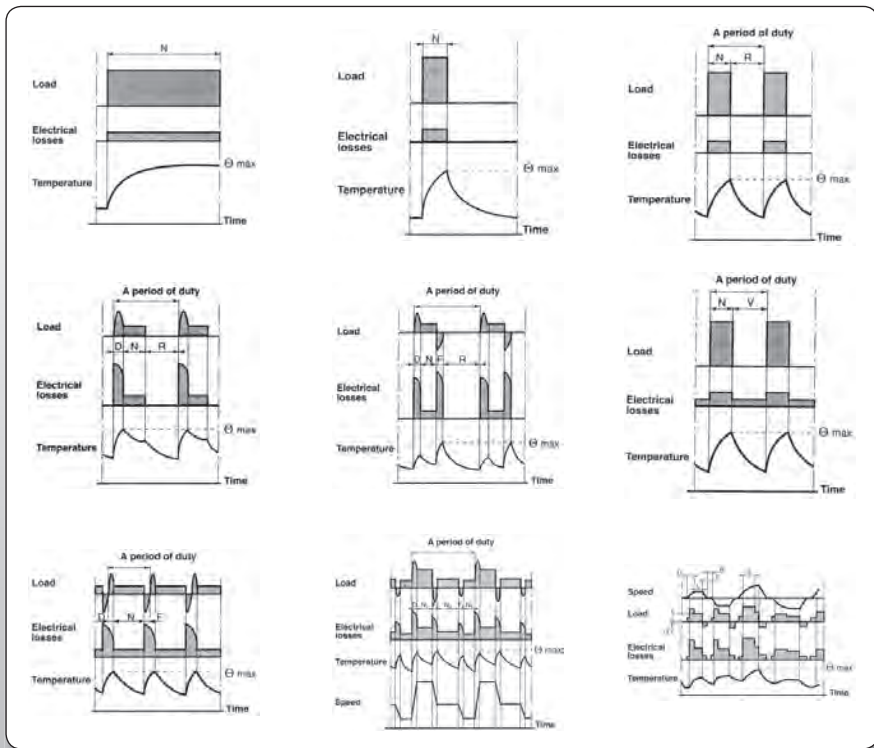 N
Load
Electrical
losses
Temperature
Θ max
Time
N
Load
Electrical
losses
Temperature
Θ max
Time
A period of duty
N R
Load
Electrical
losses
Temperature
Θ max
Time
A period of duty
Load
D N R
Electrical
losses
Temperature
Θ max
Time
A period of duty
Load
D N F R
Electrical
losses
Temperature
Θ max
Time
A period of duty
N V
Load
Electrical
losses
Temperature
Θ max
Time
A period of duty
Load
D N F
Electrical
losses
Temperature
Θ max
Time
A period of duty
Load
Electrical
losses
Temperature
Θ max
Speed
Time
Speed
Load
Electrical
losses
Temperature
Θ max
Time